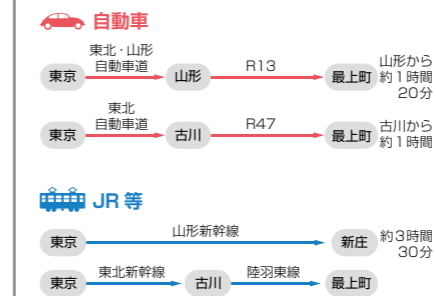 自動車
東北・山形
自動車道
東京
山形
R13
最上町
山形から
約1時間
20分
東北
自動車道
東京
古川
R47
最上町
古川から
約1時間
JR 等
東京
山形新幹線
新庄
約3時間
30分
東京
東北新幹線
古川
陸羽東線
最上町